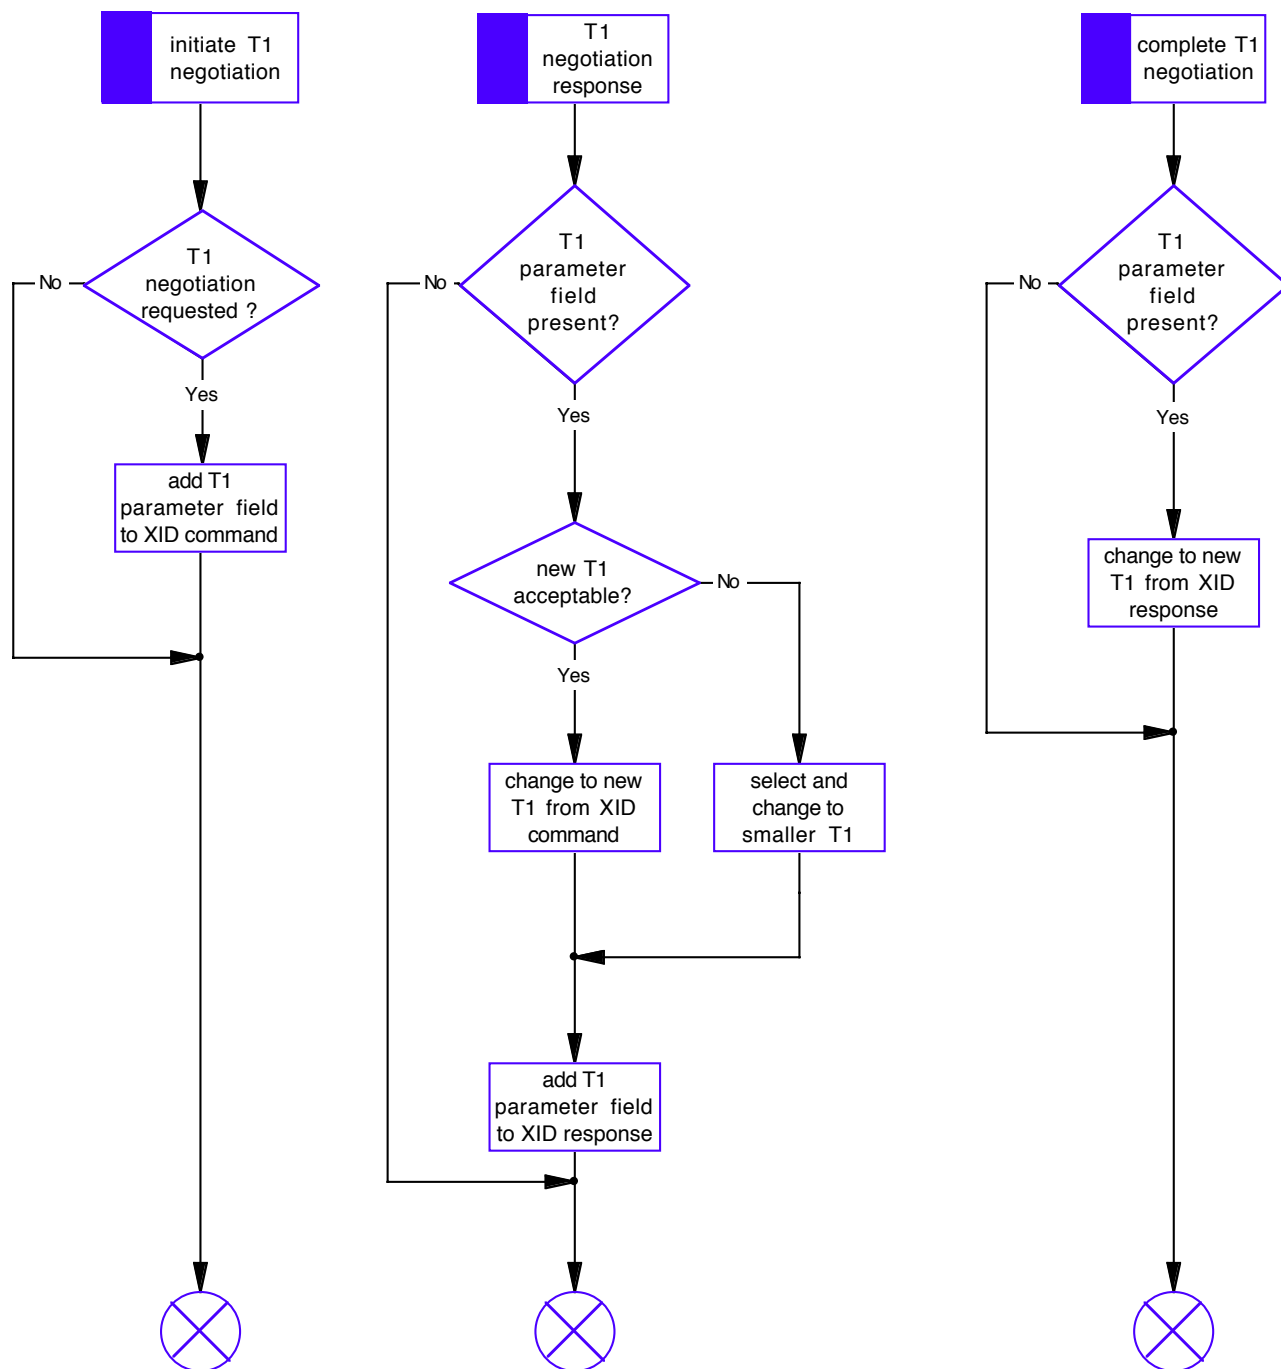 initiate T1
negotiation
T1
negotiation
requested ?
No
Yes
add T1
parameter field
to XID command
T1
negotiation
response
T1
parameter
field
present?
No
Yes
new T1
acceptable?
No
Yes
change to new
T1 from XID
command
select and
change to
smaller T1
add T1
parameter field
to XID response
complete T1
negotiation
T1
parameter
field
present?
No
Yes
change to new
T1 from XID
response